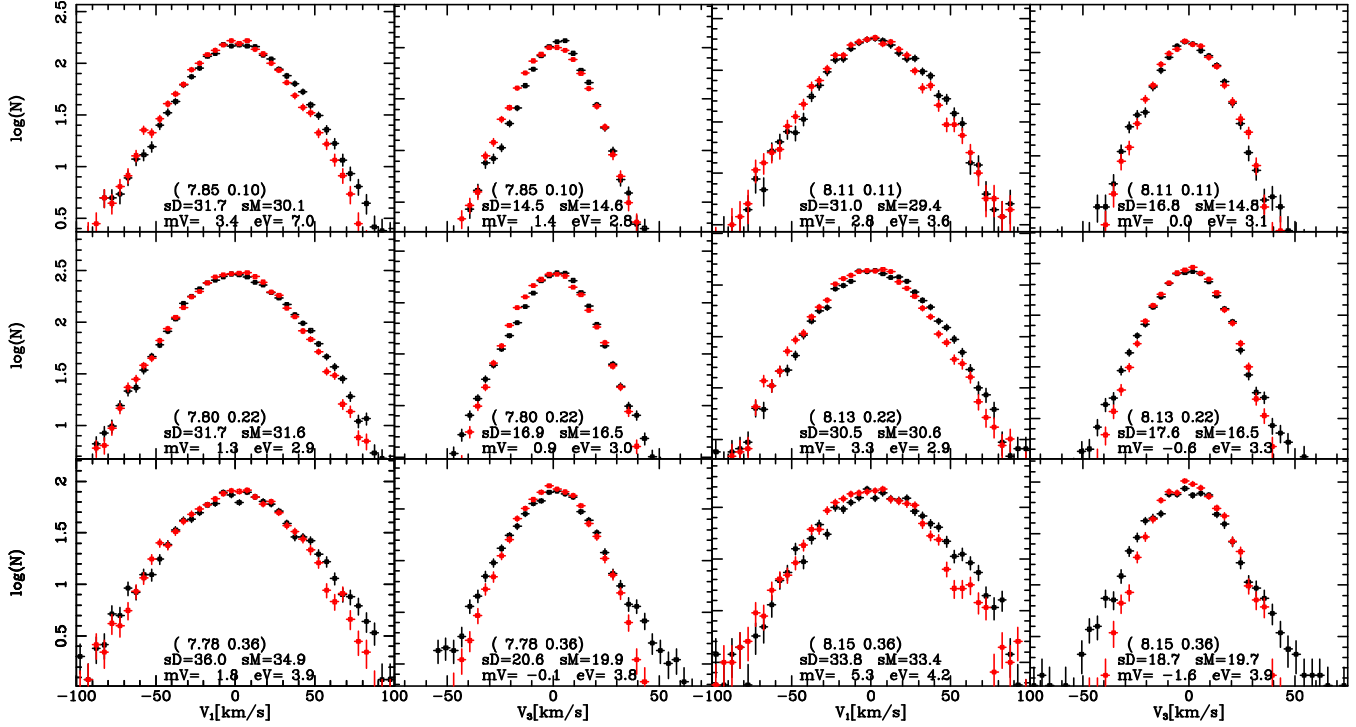 2.5
2
1.5
1
0.5
log(N)
( 7.85 0.10)
sD=31.7 sM=30.1
mV= 3.4 eV= 7.0
( 7.85 0.10)
sD=14.5 sM=14.6
mV= 1.4 eV= 2.8
( 8.11 0.11)
sD=31.0 sM=29.4
mV= 2.8 eV= 3.6
( 8.11 0.11)
sD=16.8 sM=14.8
mV= 0.0 eV= 3.1
2.5
2
1.5
1
log(N)
( 7.80 0.22)
sD=31.7 sM=31.6
mV= 1.3 eV= 2.9
( 7.80 0.22)
sD=16.9 sM=16.5
mV= 0.9 eV= 3.0
( 8.13 0.22)
sD=30.5 sM=30.6
mV= 3.3 eV= 2.9
( 8.13 0.22)
sD=17.6 sM=16.5
mV= −0.6 eV= 3.3
2
1.5
1
0.5
log(N)
( 7.78 0.36)
sD=36.0 sM=34.9
mV= 1.8 eV= 3.9
( 7.78 0.36)
sD=20.6 sM=19.9
mV= −0.1 eV= 3.8
( 8.15 0.36)
sD=33.8 sM=33.4
mV= 5.3 eV= 4.2
( 8.15 0.36)
sD=18.7 sM=19.7
mV= −1.6 eV= 3.9
−100 −50 0 50
V₁[km/s]
−50 0 50
V₃[km/s]
−100 −50 0 50 100
V₁[km/s]
−50 0 50
V₃[km/s]